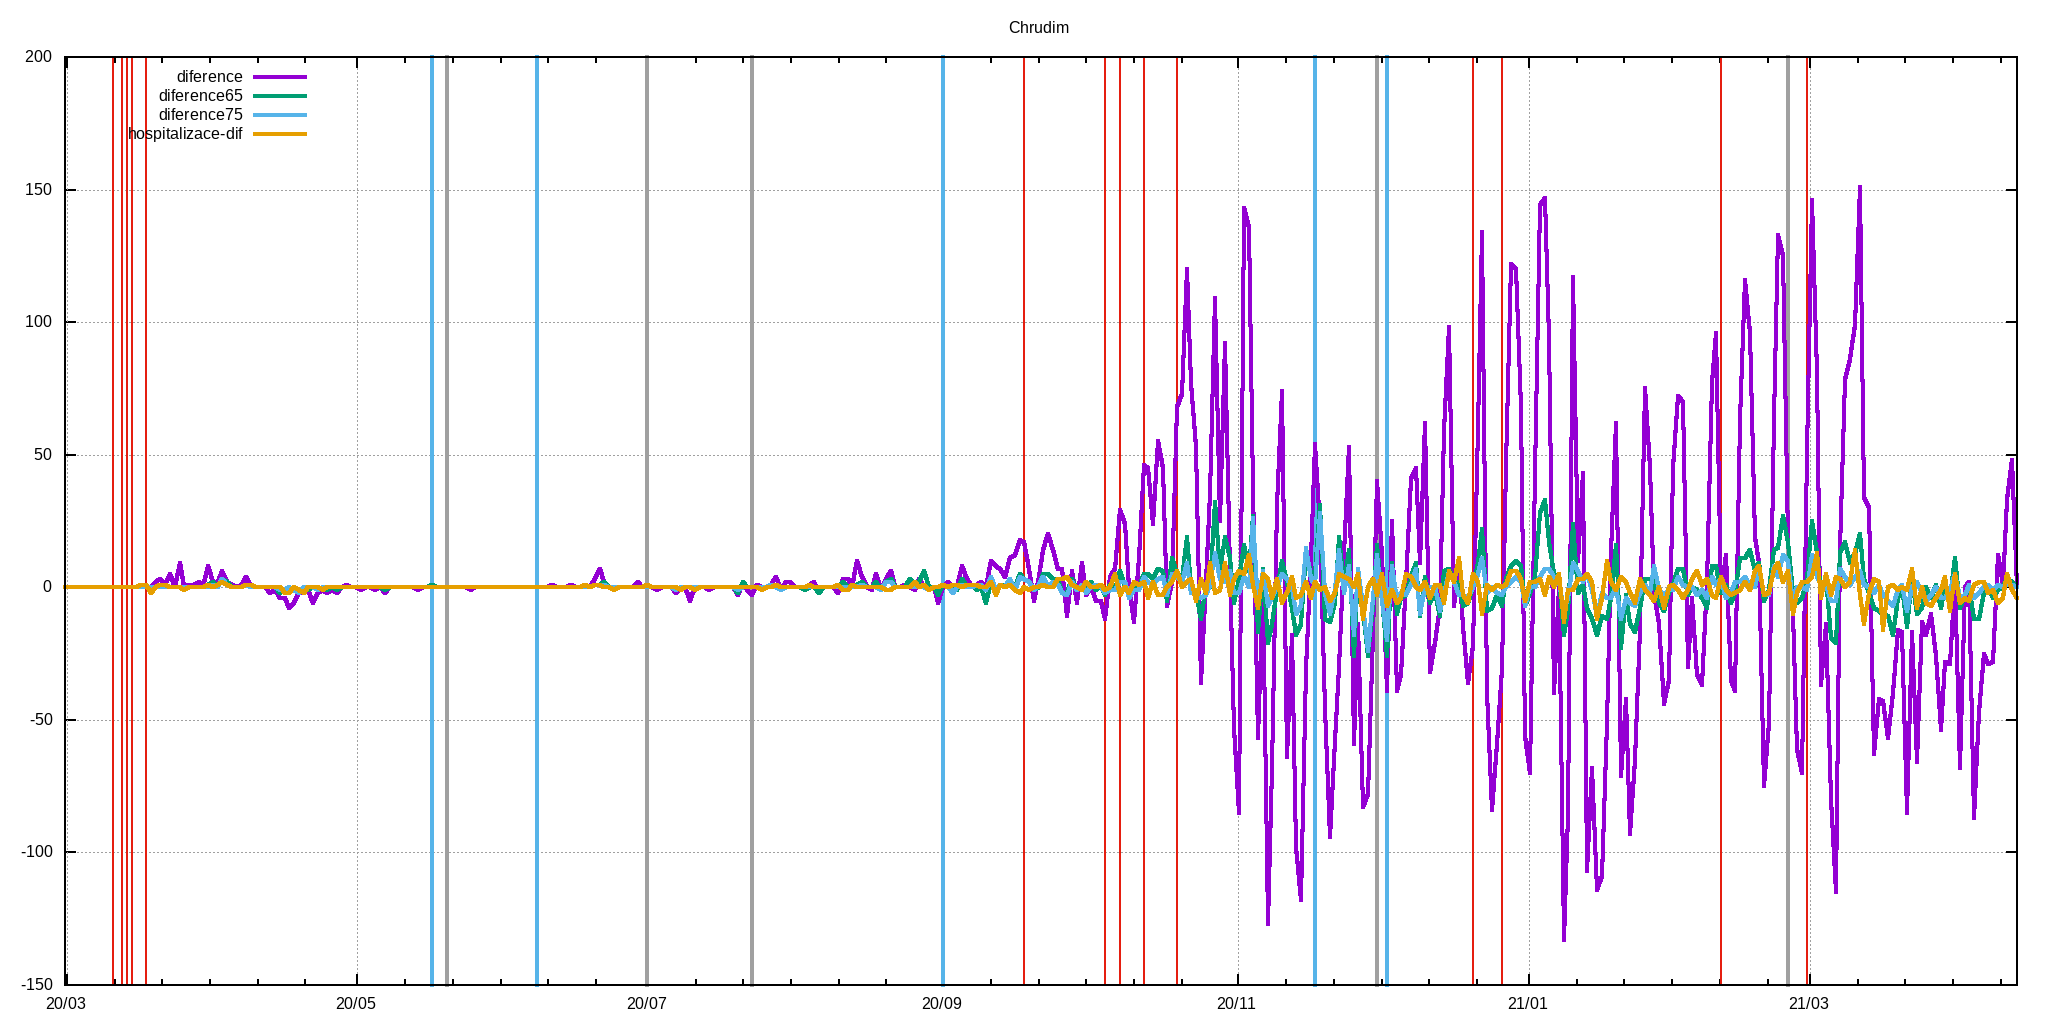 Chrudim
200
150
100
50
0
-50
-100
-150
diference
diference65
diference75
hospitalizace-dif
20/03 20/05 20/07 20/09 20/11 21/01 21/03